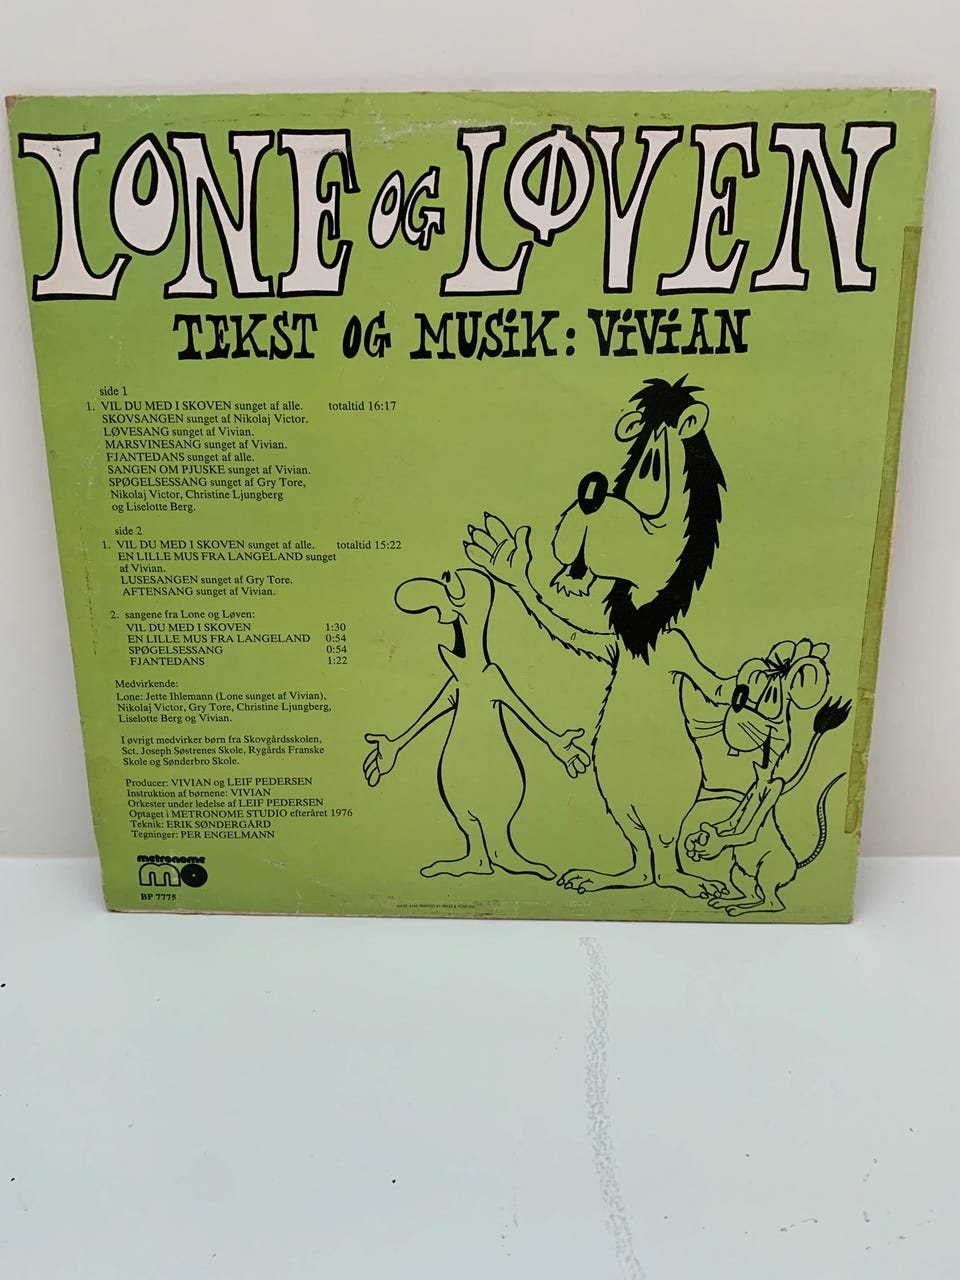 LONE OG LØVEN
TEKST OG MUSiK: ViViAN
side 1
1. VIL DU MED I SKOVEN sunget af alle. totaltid 16:17
SKOVSANGEN sunget af Nikolaj Victor.
LØVESANG sunget af Vivian.
MARSVINESANG sunget af Vivian.
FJANTEDANS sunget af alle.
SANGEN OM PJUSKE sunget af Vivian.
SPØGELSESSANG sunget af Gry Tore,
Nikolaj Victor, Christine Ljungberg
og Liselotte Berg.
side 2
1. VIL DU MED I SKOVEN sunget af alle. totaltid 15:22
EN LILLE MUS FRA LANGELAND sunget
af Vivian.
LUSESANGEN sunget af Gry Tore.
AFTENSANG sunget af Vivian.
2. sangene fra Lone og Løven:
VIL DU MED I SKOVEN 1:30
EN LILLE MUS FRA LANGELAND 0:54
SPØGELSESSANG 0:54
FJANTEDANS 1:22
Medvirkende:
Lone: Jette Ihlemann (Lone sunget af Vivian),
Nikolaj Victor, Gry Tore, Christine Ljungberg,
Liselotte Berg og Vivian.
I øvrigt medvirker børn fra Skovgårdsskolen,
Sct. Joseph Søstrenes Skole, Rygårds Franske
Skole og Sønderbro Skole.
Producer: VIVIAN og LEIF PEDERSEN
Instruktion af børnene: VIVIAN
Orkester under ledelse af LEIF PEDERSEN
Optaget i METRONOME STUDIO efteråret 1976
Teknik: ERIK SØNDERGÅRD
Tegninger: PER ENGELMANN
metronome
mo
BP 7775
MADE AND PRINTED BY